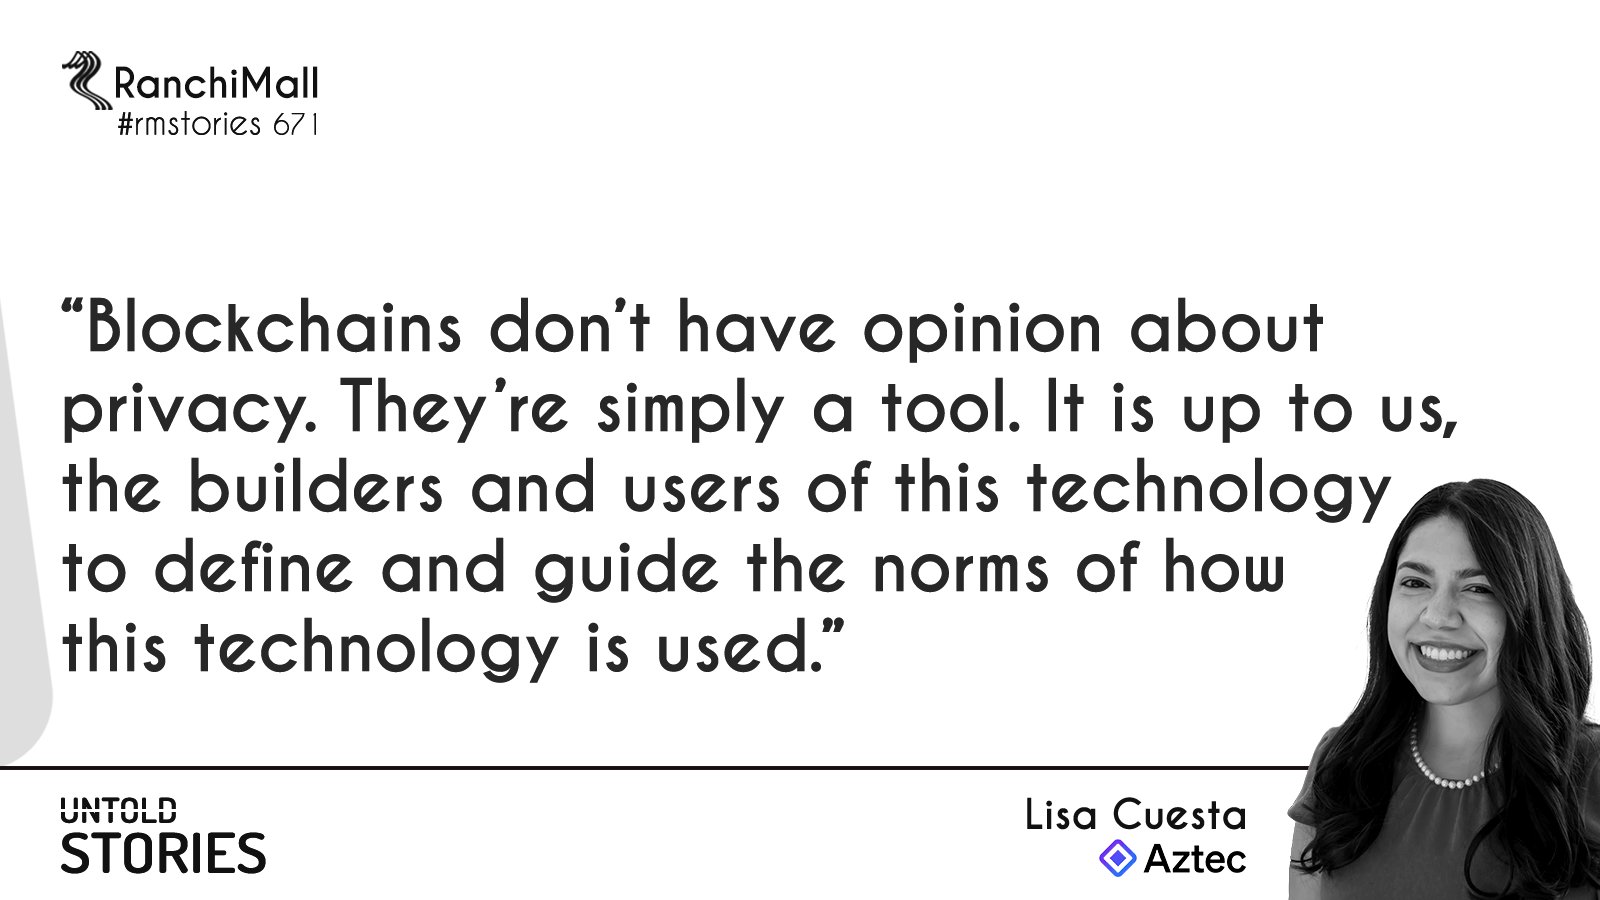 RanchiMall
#rmstories 671
“Blockchains don’t have opinion about
privacy. They’re simply a tool. It is up to us,
the builders and users of this technology
to define and guide the norms of how
this technology is used.”
UNTOLD
STORIES
Lisa Cuesta
Aztec